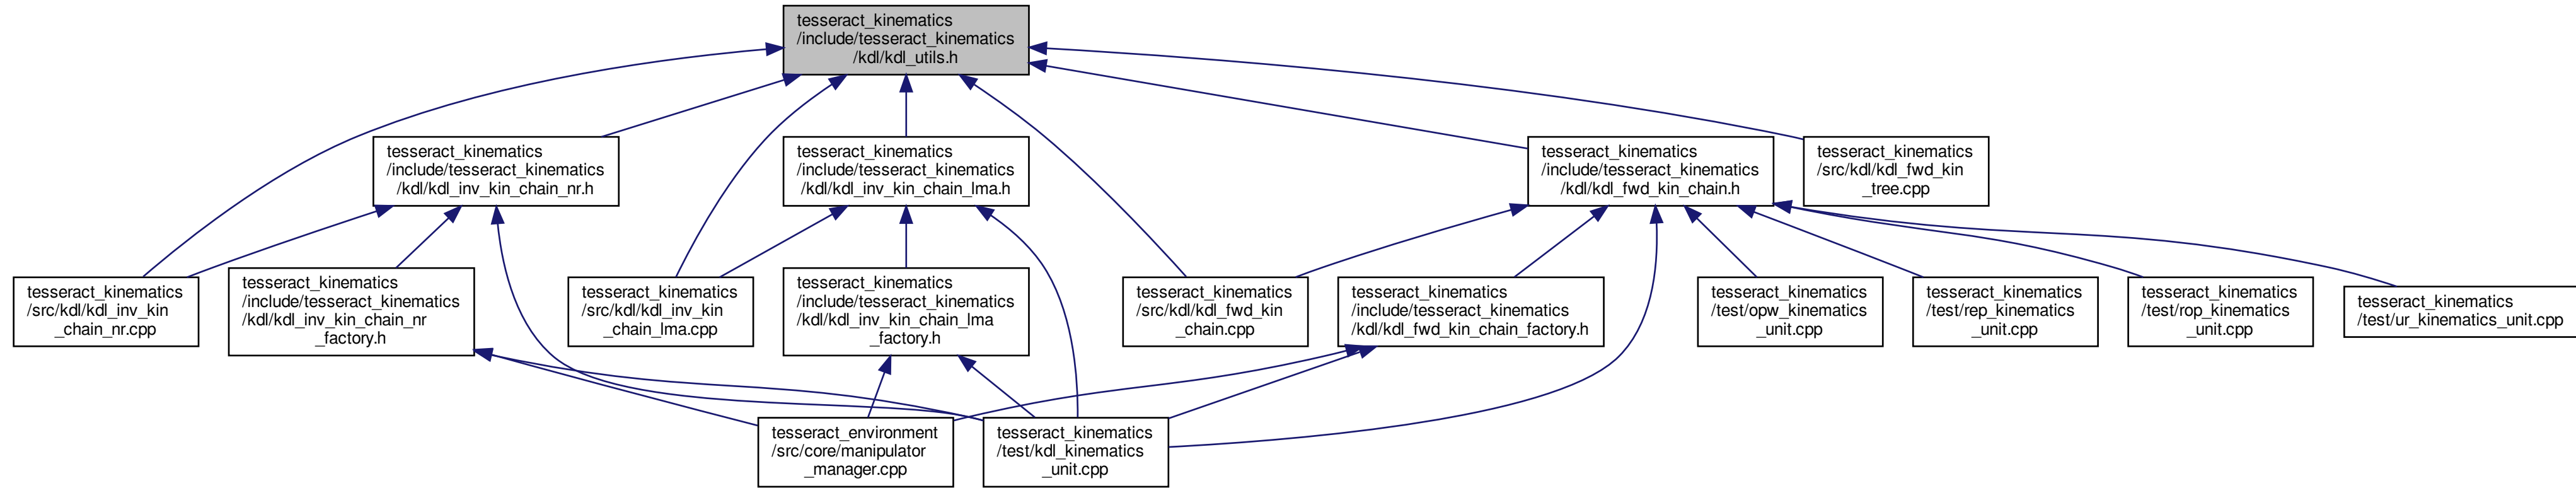 tesseract_kinematics
/include/tesseract_kinematics
/kdl/kdl_utils.h
tesseract_kinematics
/include/tesseract_kinematics
/kdl/kdl_inv_kin_chain_nr.h
tesseract_kinematics
/include/tesseract_kinematics
/kdl/kdl_inv_kin_chain_lma.h
tesseract_kinematics
/include/tesseract_kinematics
/kdl/kdl_fwd_kin_chain.h
tesseract_kinematics
/src/kdl/kdl_fwd_kin
_tree.cpp
tesseract_kinematics
/src/kdl/kdl_inv_kin
_chain_nr.cpp
tesseract_kinematics
/include/tesseract_kinematics
/kdl/kdl_inv_kin_chain_nr
_factory.h
tesseract_kinematics
/src/kdl/kdl_inv_kin
_chain_lma.cpp
tesseract_kinematics
/include/tesseract_kinematics
/kdl/kdl_inv_kin_chain_lma
_factory.h
tesseract_kinematics
/src/kdl/kdl_fwd_kin
_chain.cpp
tesseract_kinematics
/include/tesseract_kinematics
/kdl/kdl_fwd_kin_chain_factory.h
tesseract_kinematics
/test/opw_kinematics
_unit.cpp
tesseract_kinematics
/test/rep_kinematics
_unit.cpp
tesseract_kinematics
/test/rop_kinematics
_unit.cpp
tesseract_kinematics
/test/ur_kinematics_unit.cpp
tesseract_environment
/src/core/manipulator
_manager.cpp
tesseract_kinematics
/test/kdl_kinematics
_unit.cpp